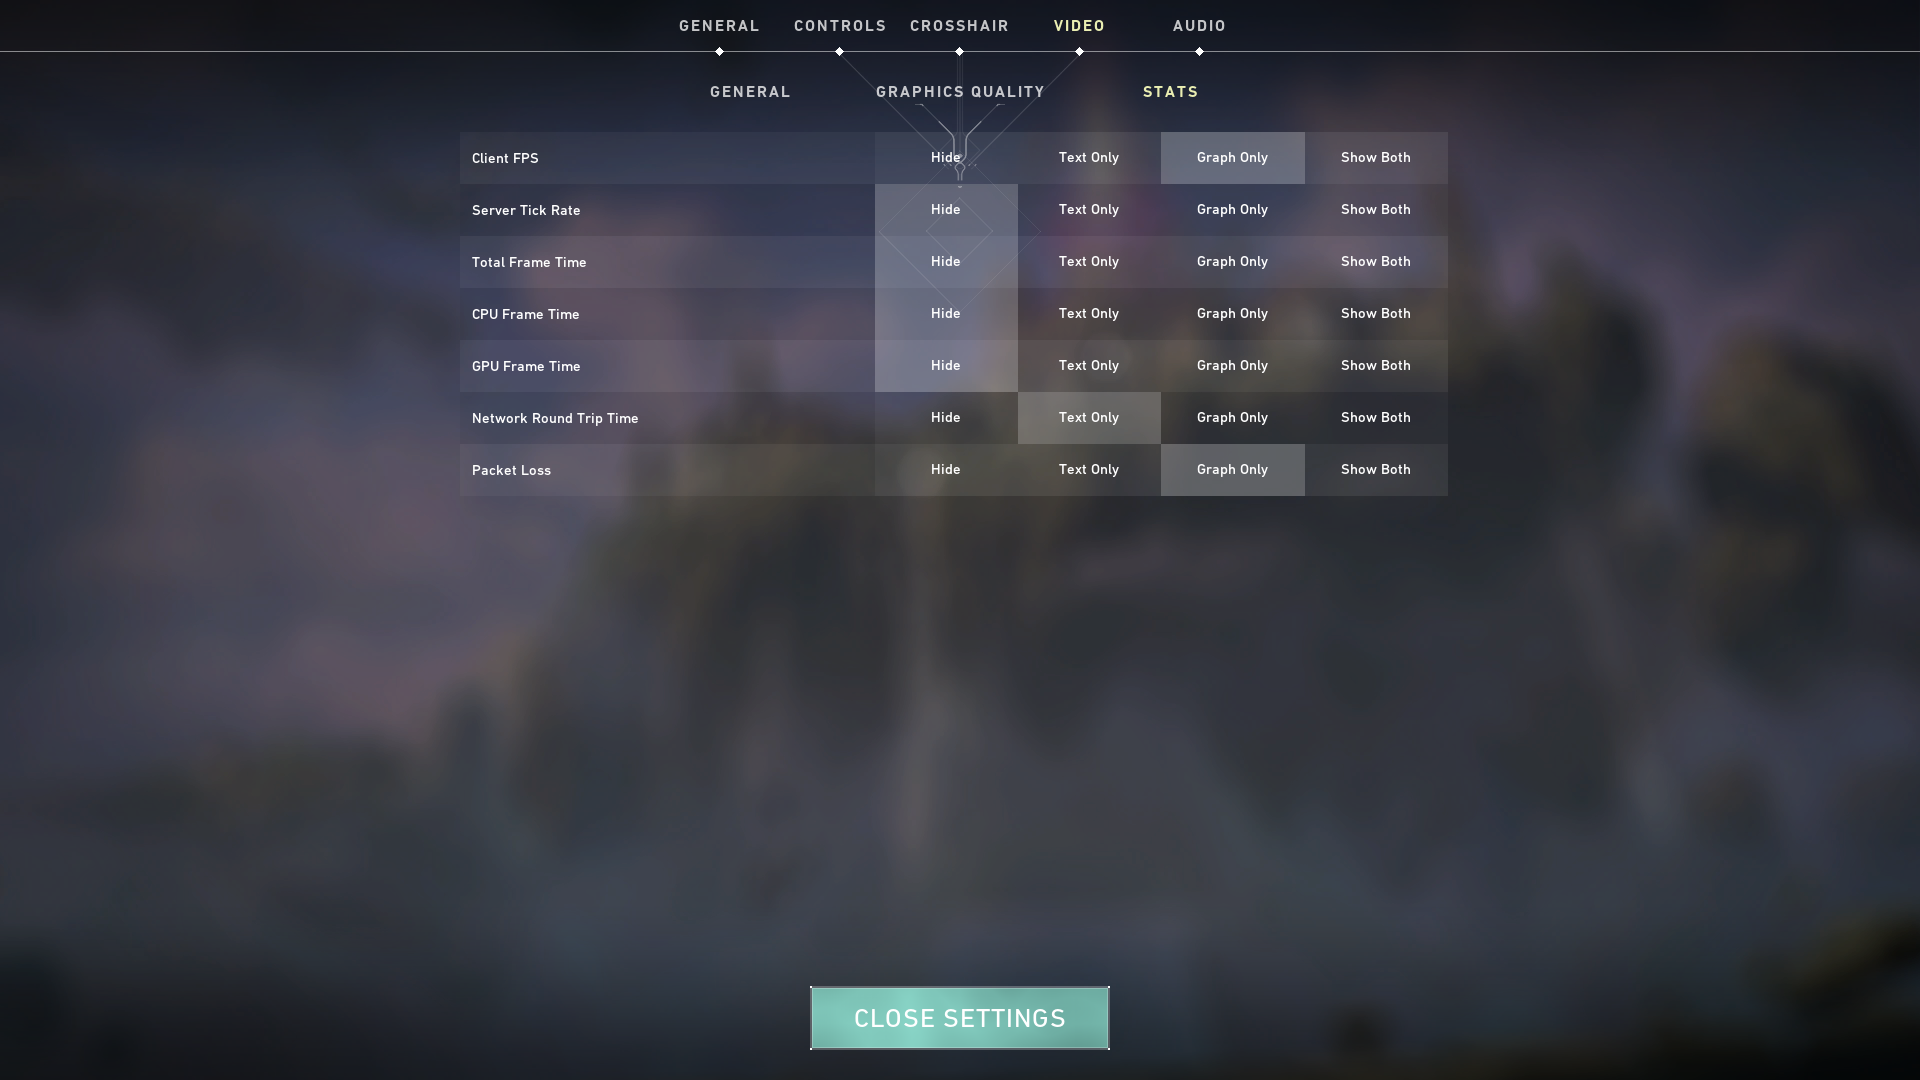 GENERAL CONTROLS CROSSHAIR VIDEO AUDIO
GENERAL GRAPHICS QUALITY STATS
Client FPS Hide Text Only Graph Only Show Both
Server Tick Rate Hide Text Only Graph Only Show Both
Total Frame Time Hide Text Only Graph Only Show Both
CPU Frame Time Hide Text Only Graph Only Show Both
GPU Frame Time Hide Text Only Graph Only Show Both
Network Round Trip Time Hide Text Only Graph Only Show Both
Packet Loss Hide Text Only Graph Only Show Both
CLOSE SETTINGS